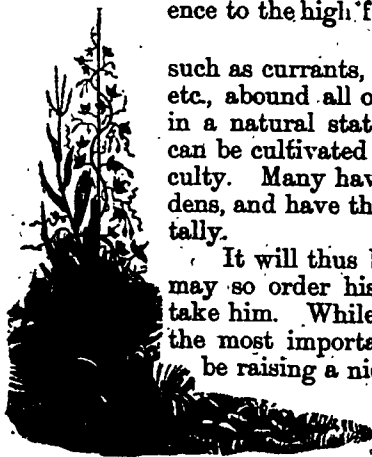 ence to the high f
such as currants,
etc., abound all o
in a natural stat
can be cultivated
culty. Many hav
dens, and have th
tally.
It will thus
may so order his
take him. While
the most importa
be raising a ni